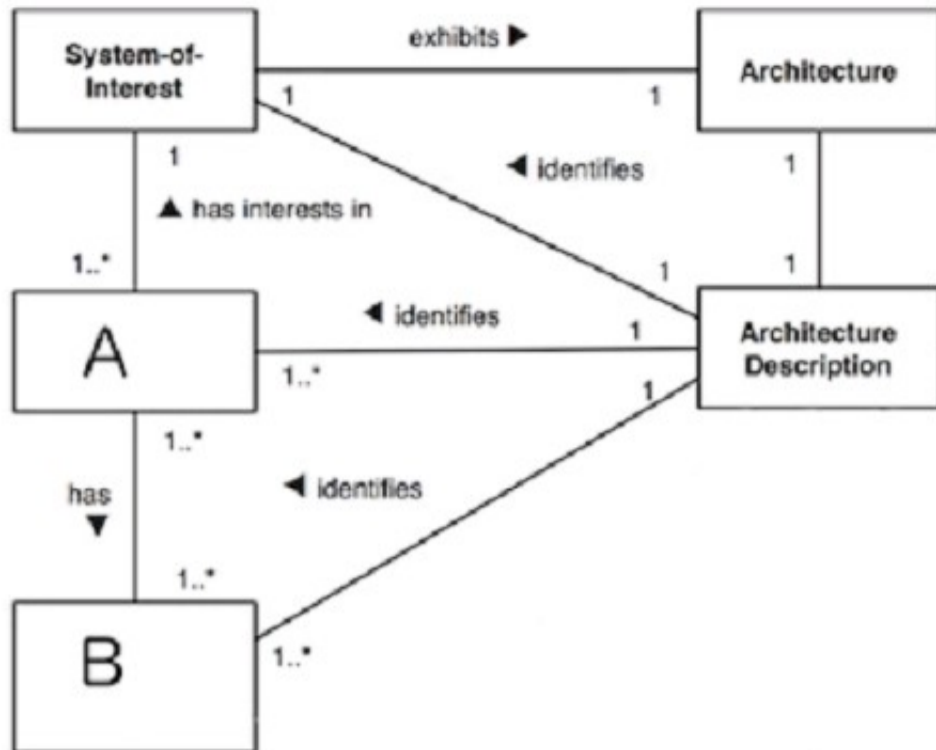 exhibits ▶
System-of-
Interest
Architecture
1
1
1
◀ identifies
1
▲ has interests in
1..*
1
1
◀ identifies
1
A
Architecture
Description
1..*
1
1..*
has
▼
◀ identifies
1..*
B
1..*